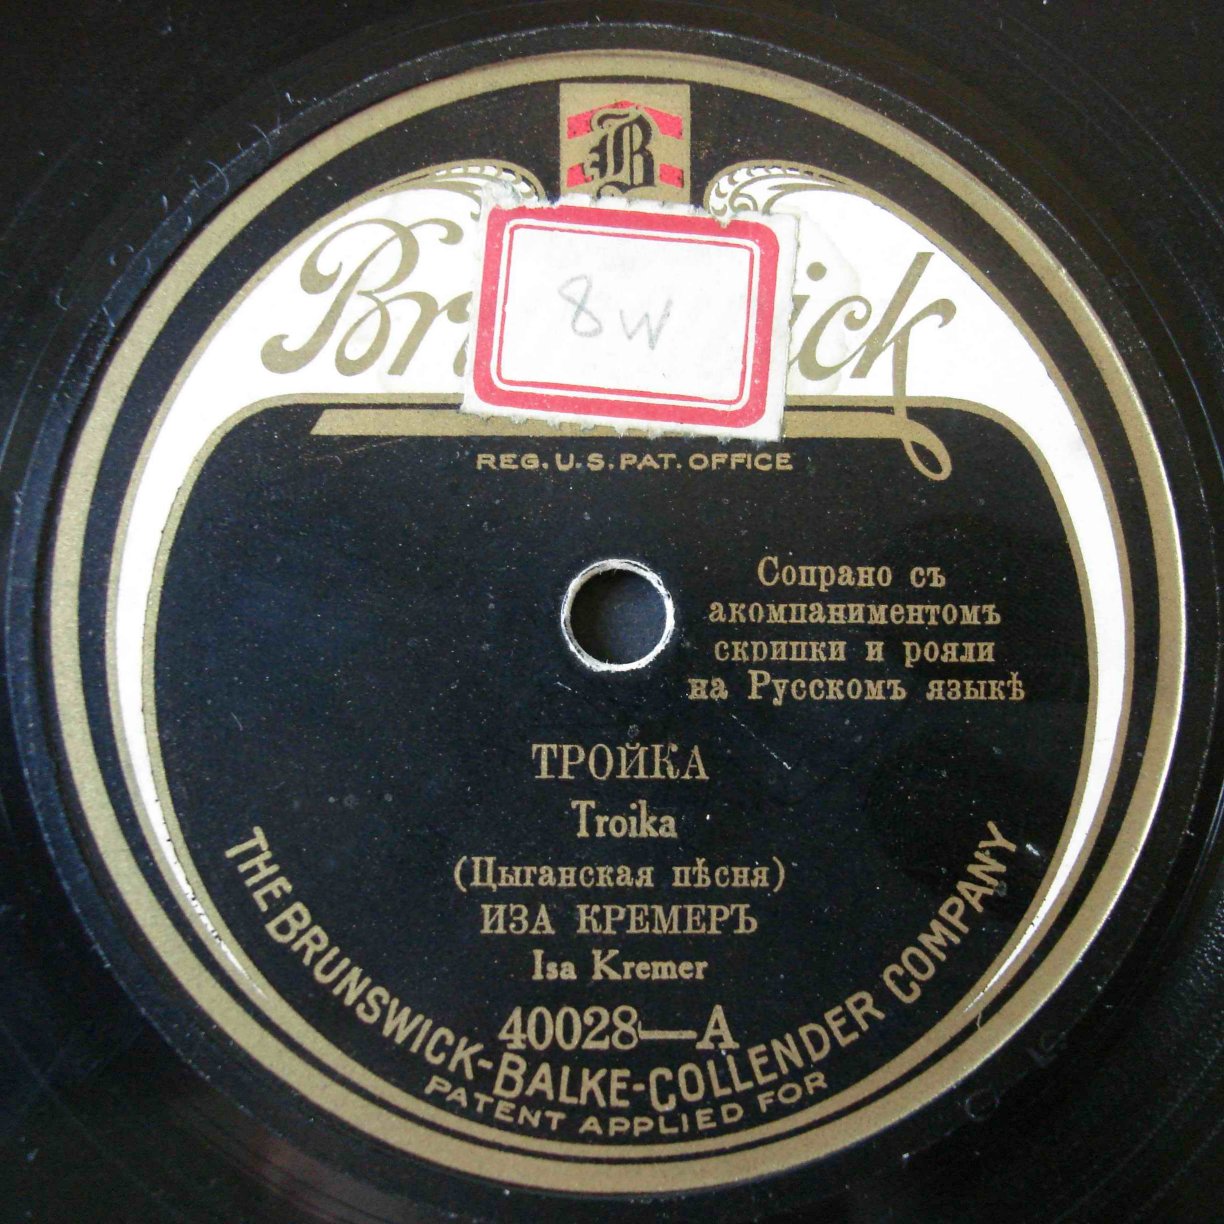 B
Br ick
8W
REG. U.S. PAT. OFFICE
Сопрано съ
акомпаниментомъ
скрипки и рояли
на Русскомъ языкѣ
ТРОЙКА
Troika
(Цыганская пѣсня)
ИЗА КРЕМЕРЪ
Isa Kremer
40028—A
THE BRUNSWICK-BALKE-COLLENDER COMPANY
PATENT APPLIED FOR